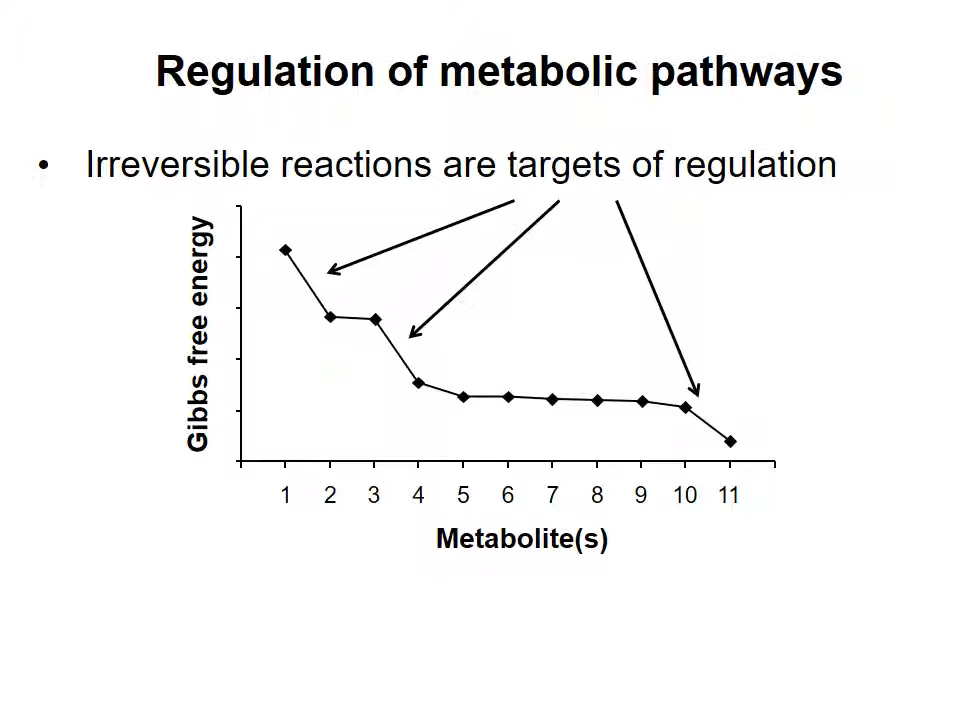 Regulation of metabolic pathways
• Irreversible reactions are targets of regulation
Gibbs free energy
1 2 3 4 5 6 7 8 9 10 11
Metabolite(s)